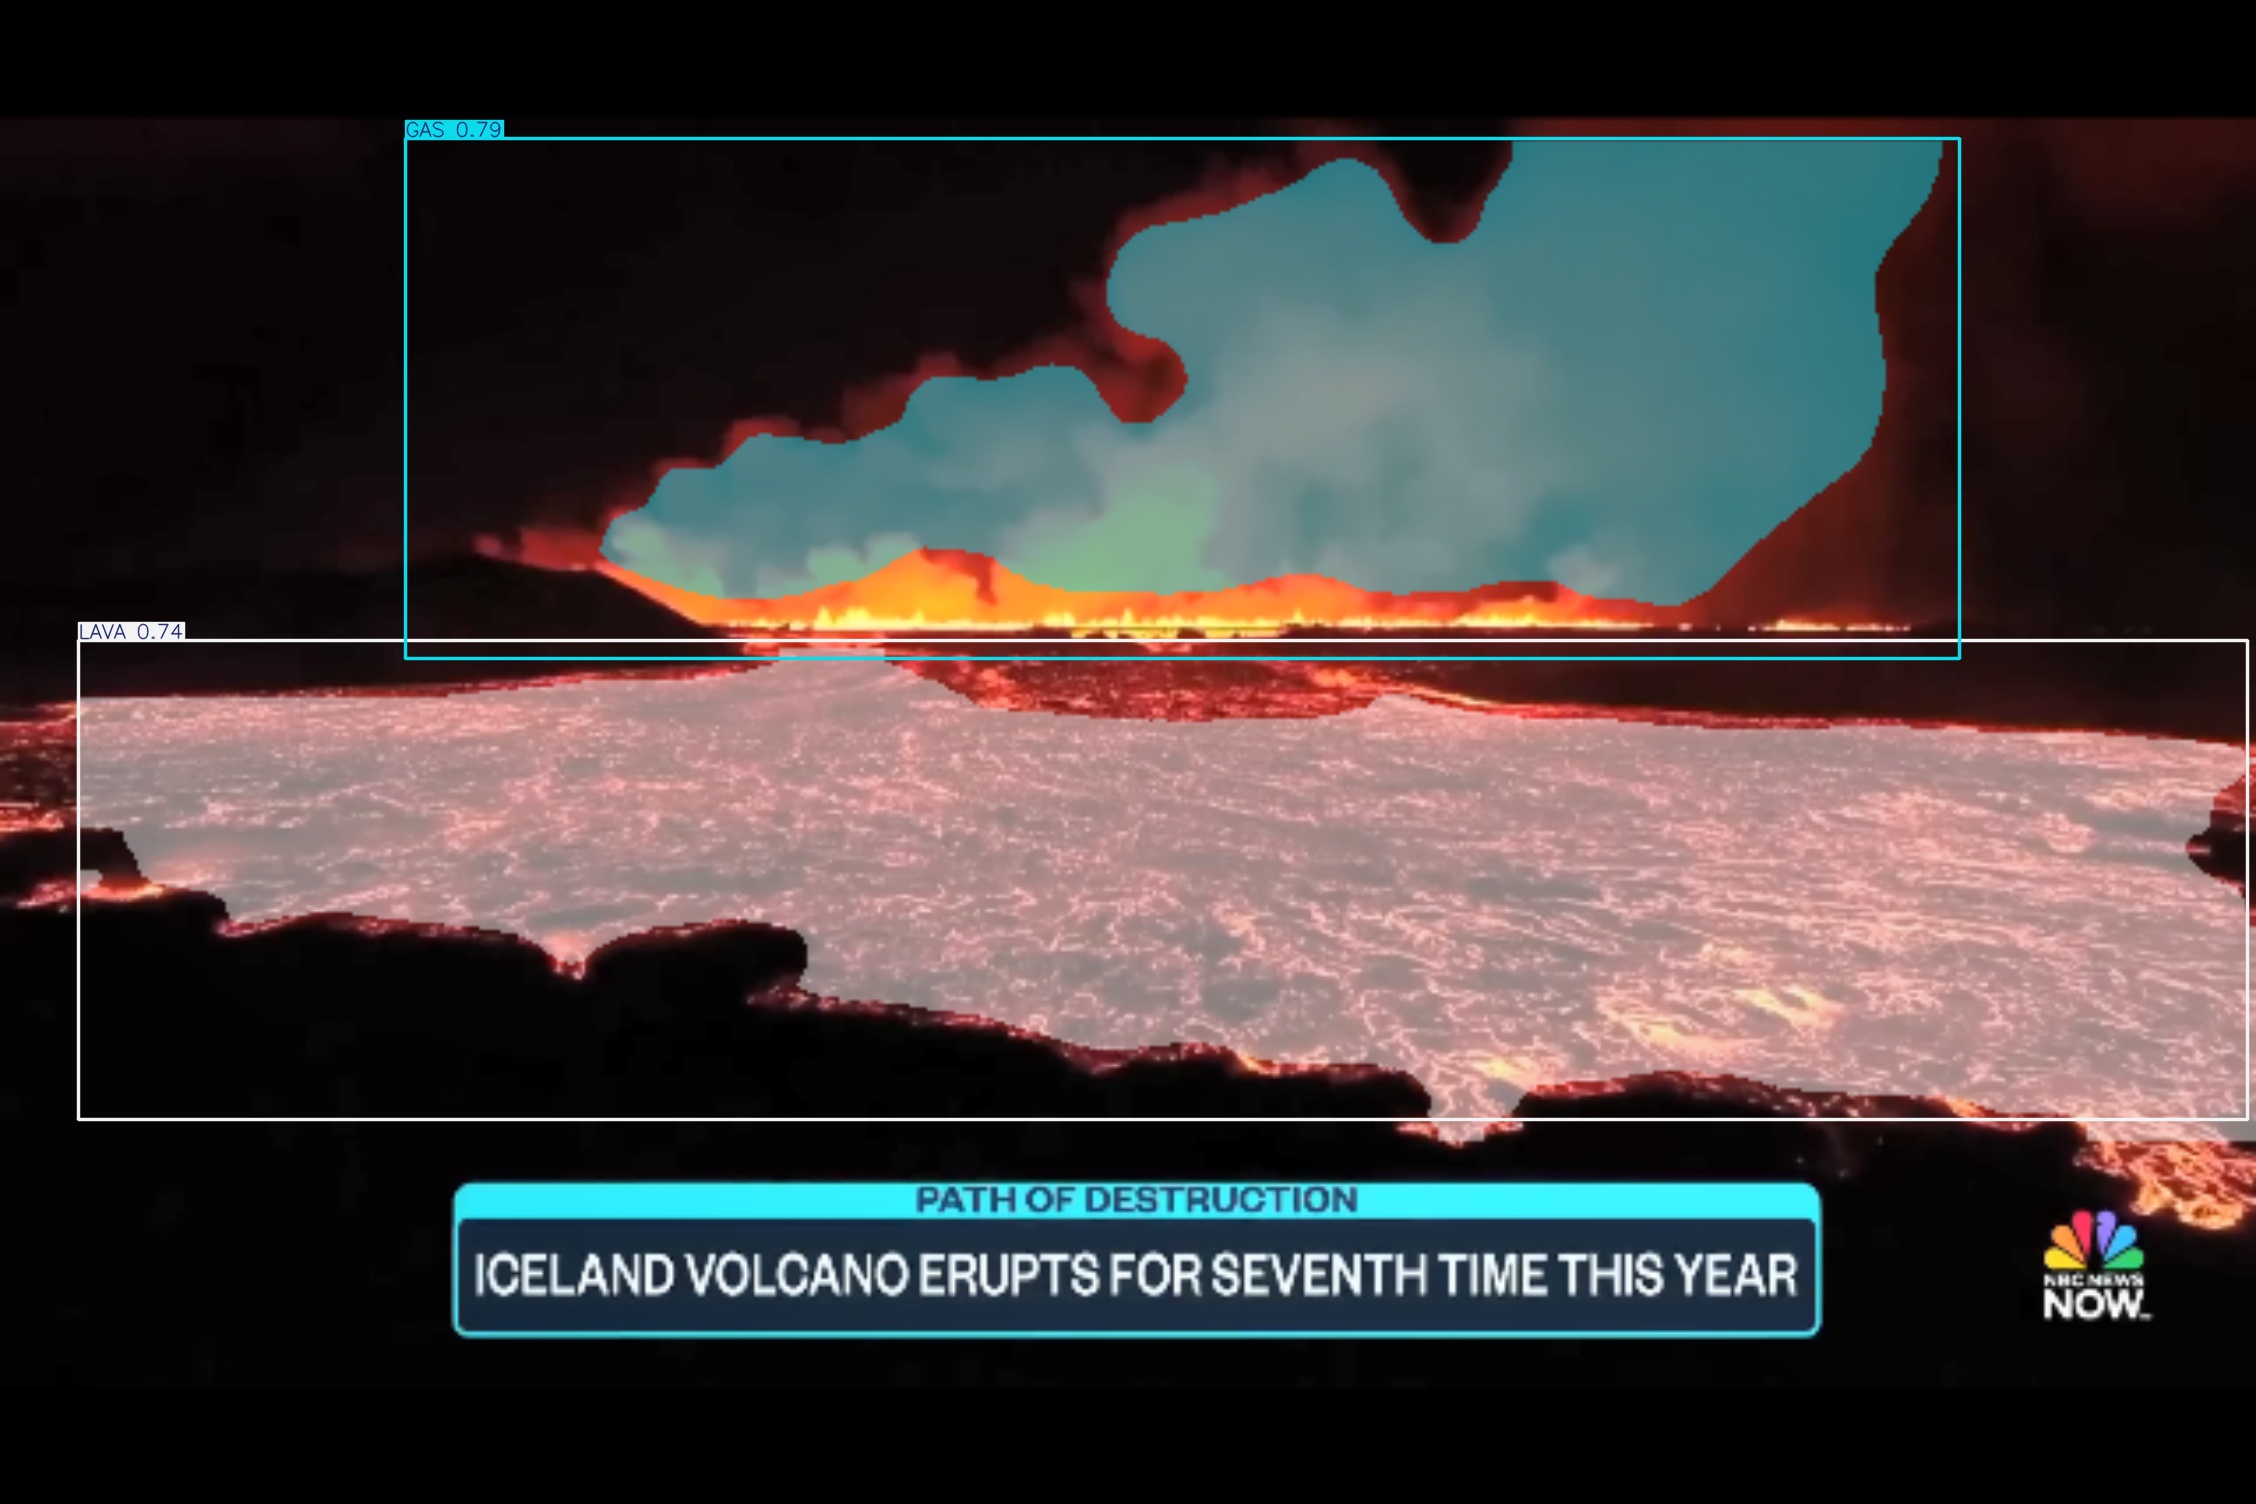 GAS 0.79
LAVA 0.74
PATH OF DESTRUCTION
ICELAND VOLCANO ERUPTS FOR SEVENTH TIME THIS YEAR
NBC NEWS
NOW